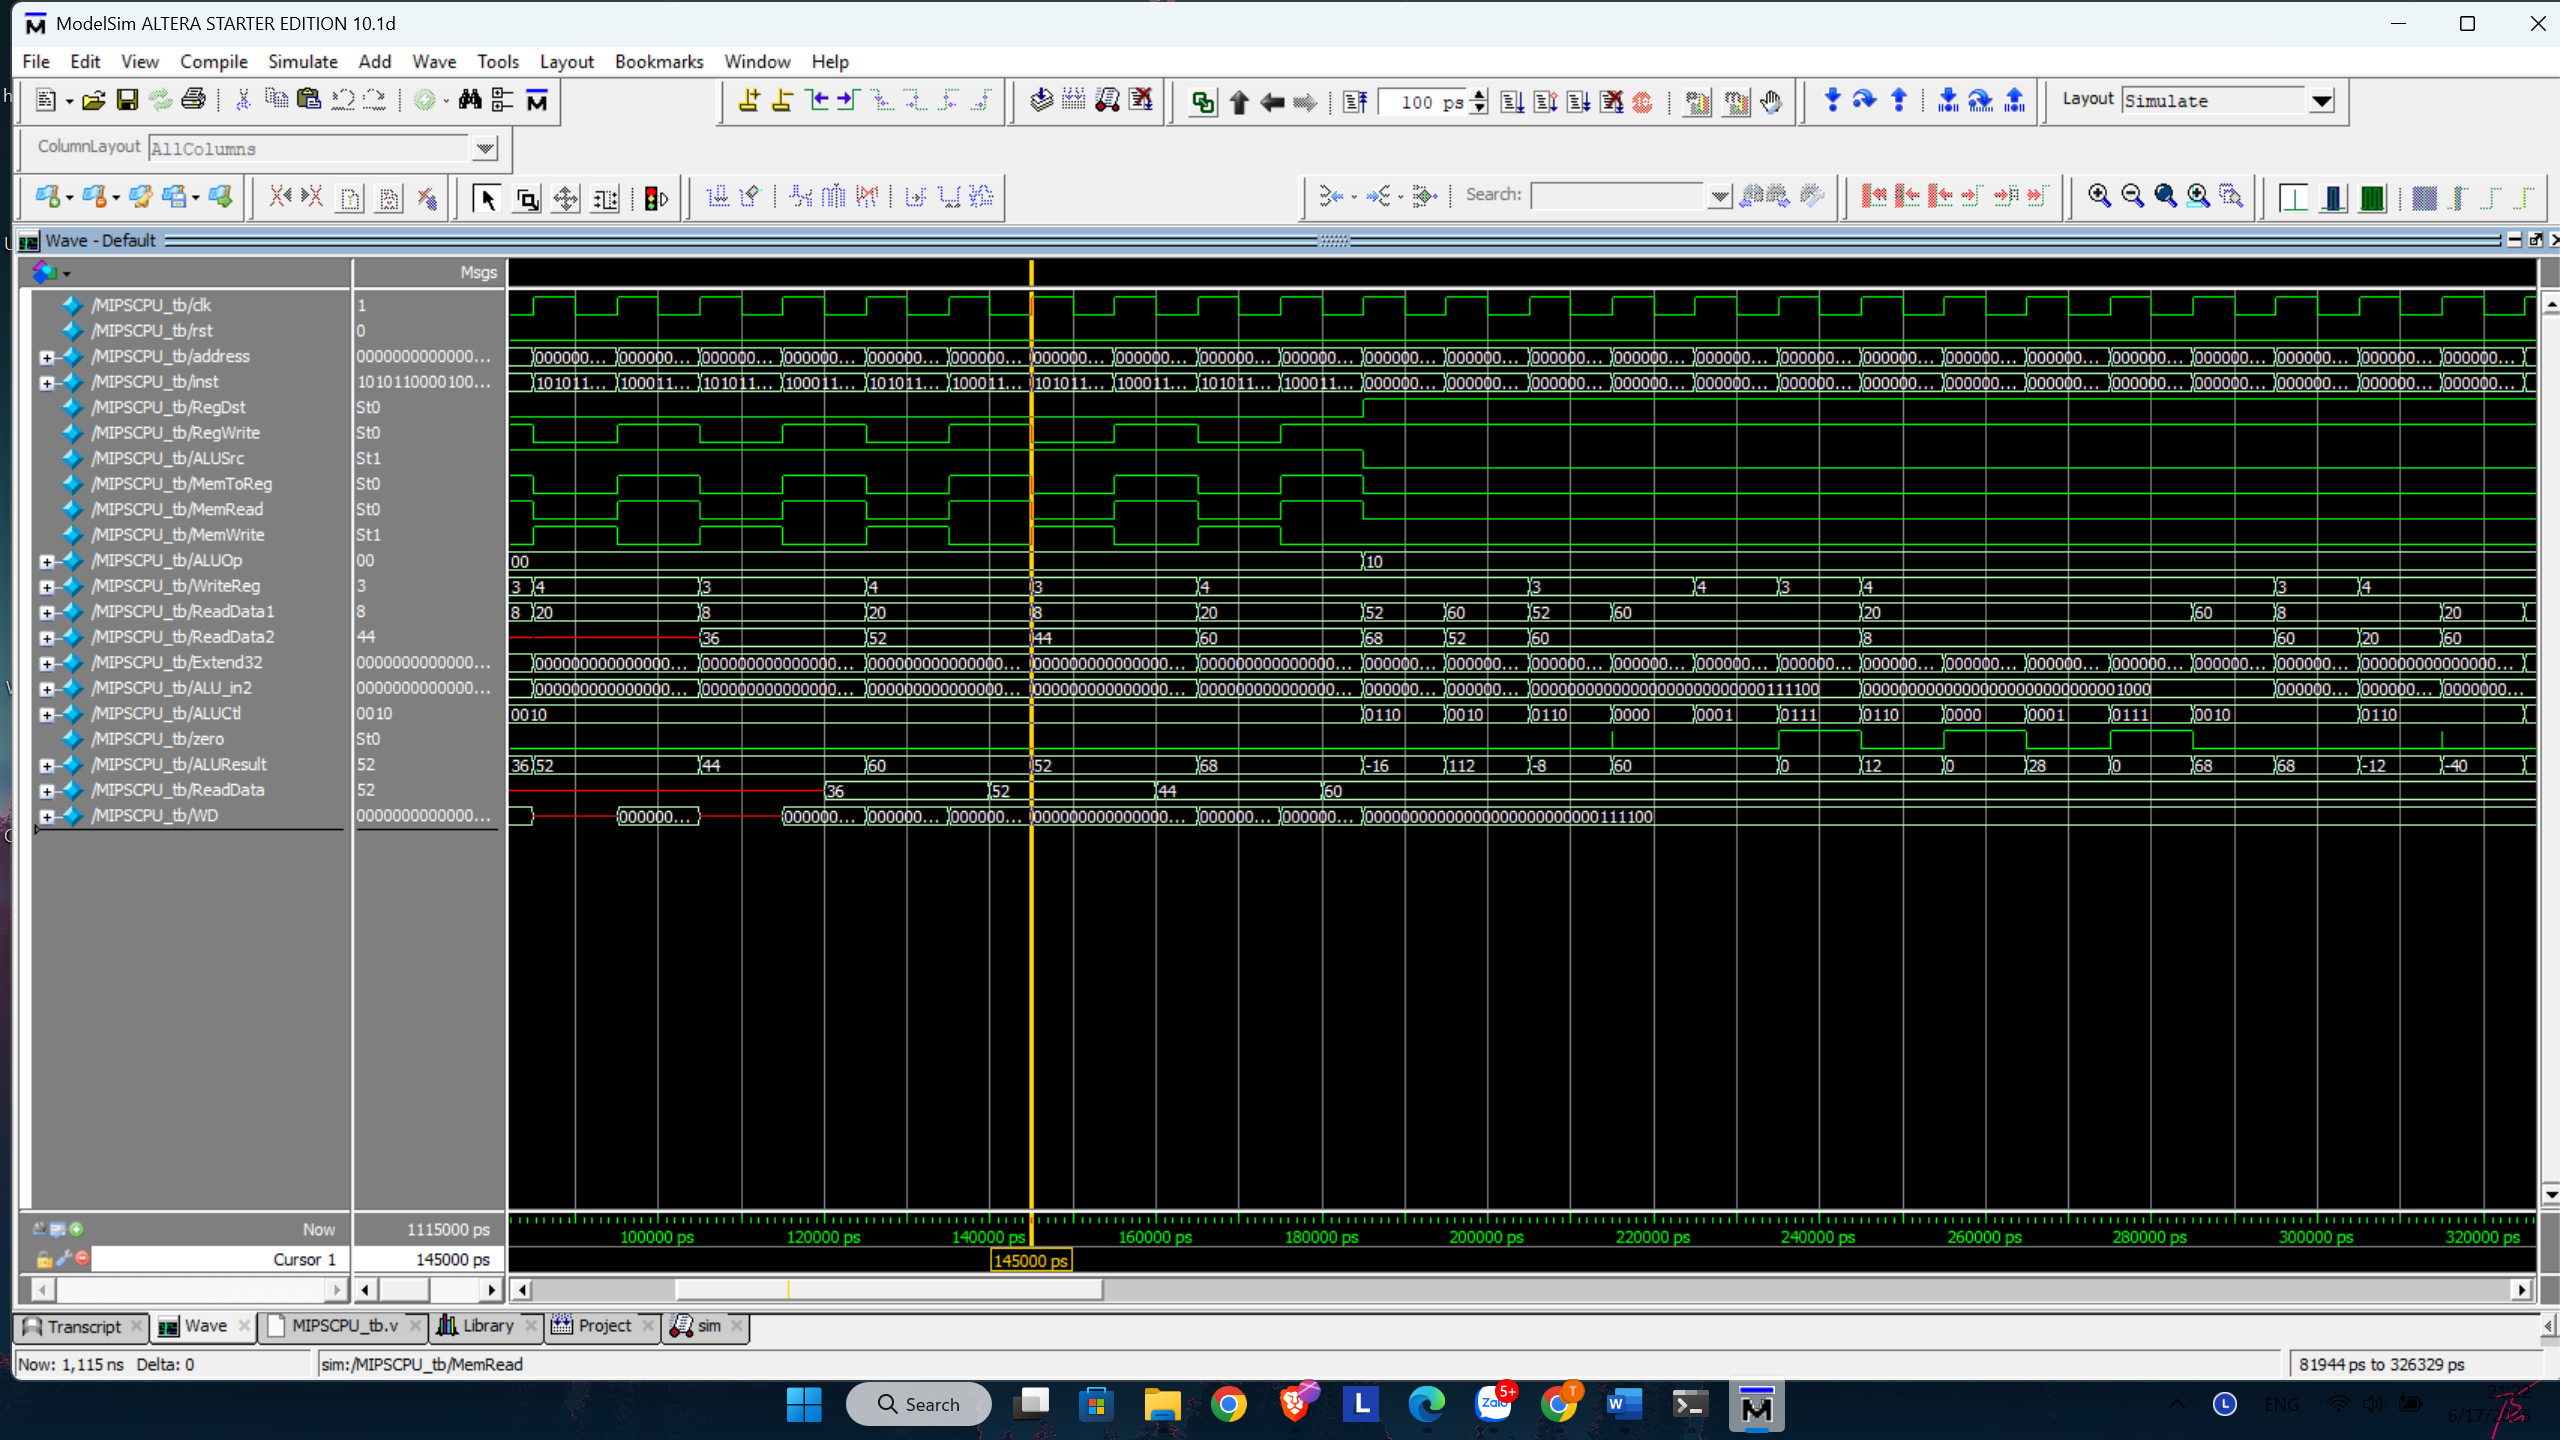 ModelSim ALTERA STARTER EDITION 10.1d
File Edit View Compile Simulate Add Wave Tools Layout Bookmarks Window Help
100 ps Layout Simulate
ColumnLayout AllColumns
Search:
Wave - Default
Msgs
/MIPSCPU_tb/clk 1
/MIPSCPU_tb/rst 0
/MIPSCPU_tb/address 0000000000000... 000000... 000000... 000000... 000000... 000000... 000000... 000000... 000000... 000000... 000000... 000000... 000000... 000000... 000000... 000000... 000000... 000000... 000000... 000000... 000000... 000000... 000000... 000000... 000000...
/MIPSCPU_tb/inst 1010110000100... 101011... 100011... 101011... 100011... 101011... 100011... 101011... 100011... 101011... 100011... 000000... 000000... 000000... 000000... 000000... 000000... 000000... 000000... 000000... 000000... 000000... 000000... 000000... 000000...
/MIPSCPU_tb/RegDst St0
/MIPSCPU_tb/RegWrite St0
/MIPSCPU_tb/ALUSrc St1
/MIPSCPU_tb/MemToReg St0
/MIPSCPU_tb/MemRead St0
/MIPSCPU_tb/MemWrite St1
/MIPSCPU_tb/ALUOp 00 00 10
/MIPSCPU_tb/WriteReg 3 3 4 3 4 3 4 3 4 3 4 3 4
/MIPSCPU_tb/ReadData1 8 8 20 8 20 8 20 52 60 52 60 20 60 8 20
/MIPSCPU_tb/ReadData2 44 36 52 44 60 68 52 60 8 60 20 60
/MIPSCPU_tb/Extend32 0000000000000... 000000000000000... 000000000000000... 000000000000000... 000000000000000... 000000000000000... 000000... 000000... 000000... 000000... 000000... 000000... 000000... 000000... 000000... 000000... 000000... 000000... 000000000000000...
/MIPSCPU_tb/ALU_in2 0000000000000... 000000000000000... 000000000000000... 000000000000000... 000000000000000... 000000000000000... 000000... 000000... 00000000000000000000000000111100 00000000000000000000000000001000 000000... 000000... 0000000...
/MIPSCPU_tb/ALUCtl 0010 0010 0110 0010 0110 0000 0001 0111 0110 0000 0001 0111 0010 0110
/MIPSCPU_tb/zero St0
/MIPSCPU_tb/ALUResult 52 36 52 44 60 52 68 -16 112 -8 60 0 12 0 28 0 68 68 -12 -40
/MIPSCPU_tb/ReadData 52 36 52 44 60
/MIPSCPU_tb/WD 0000000000000... 000000... 000000... 000000... 000000... 000000000000000... 000000... 000000... 00000000000000000000000000111100
Now 1115000 ps 100000 ps 120000 ps 140000 ps 160000 ps 180000 ps 200000 ps 220000 ps 240000 ps 260000 ps 280000 ps 300000 ps 320000 ps
Cursor 1 145000 ps 145000 ps
Transcript Wave MIPSCPU_tb.v Library Project sim
Now: 1,115 ns Delta: 0 sim:/MIPSCPU_tb/MemRead 81944 ps to 326329 ps
Search L Zalo 5+ T W L ENG